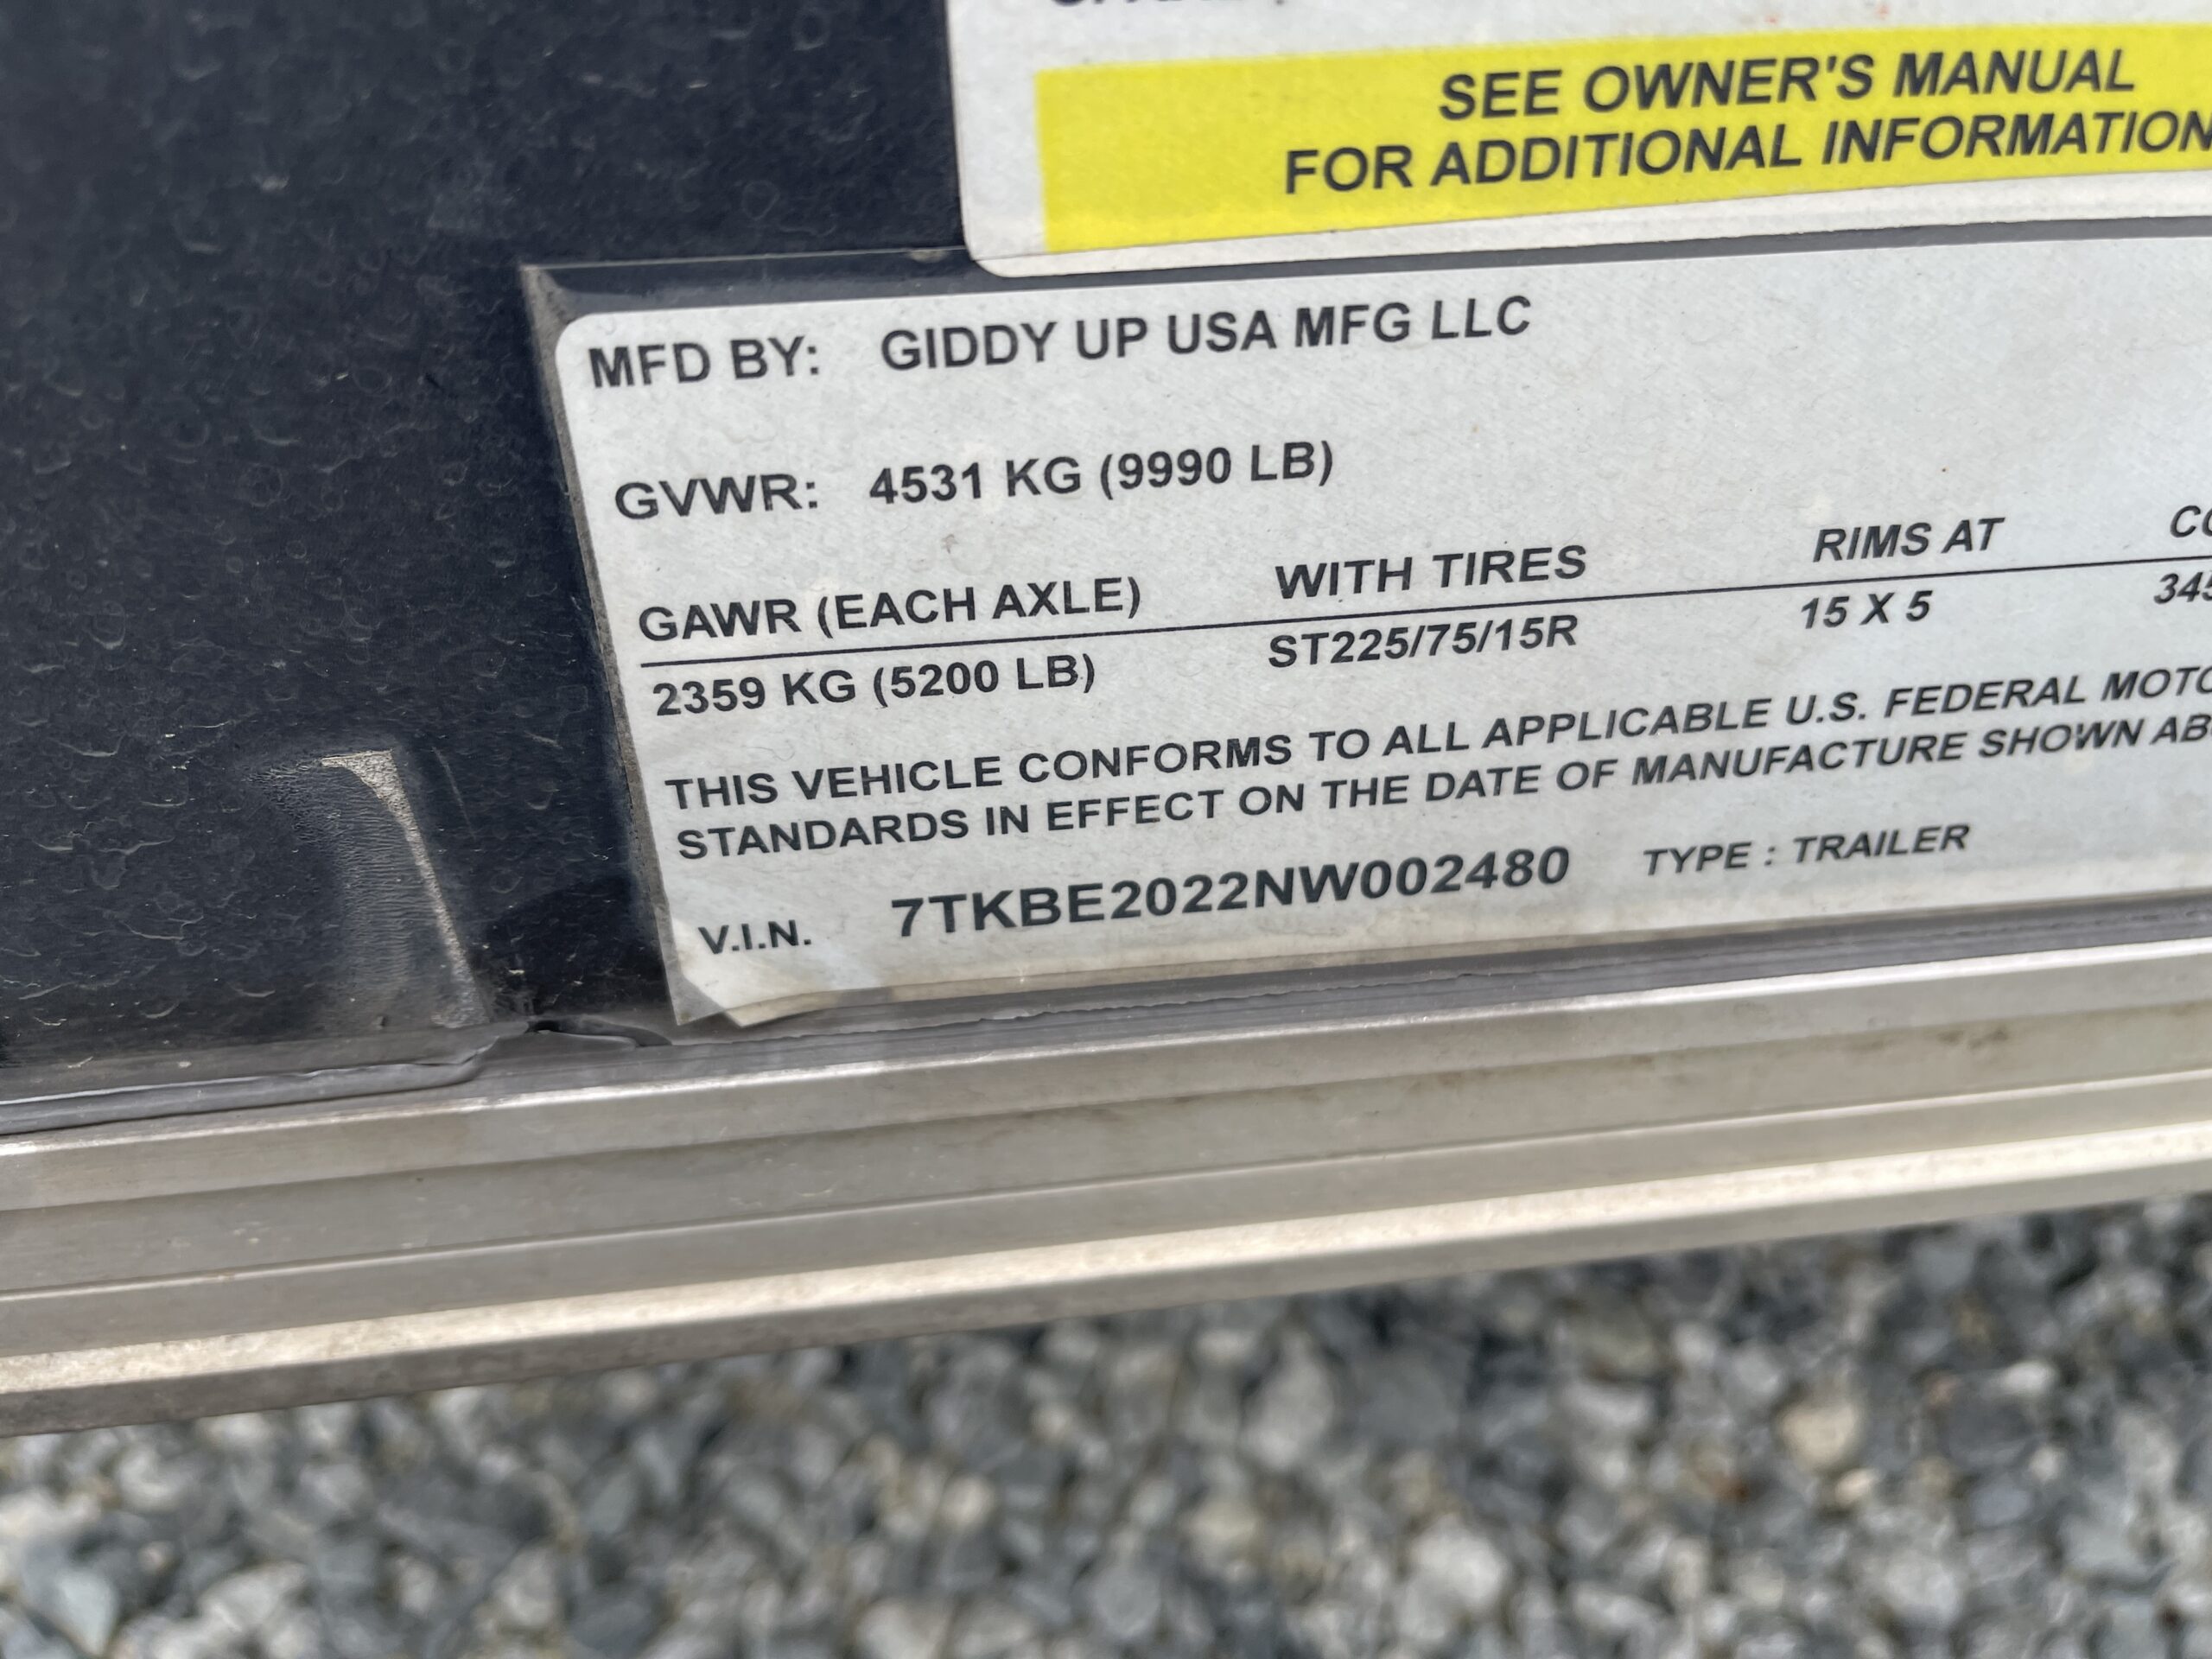 SEE OWNER'S MANUAL
FOR ADDITIONAL INFORMATION
MFD BY: GIDDY UP USA MFG LLC
GVWR: 4531 KG (9990 LB)
GAWR (EACH AXLE) WITH TIRES RIMS AT
2359 KG (5200 LB) ST225/75/15R 15 X 5 345
THIS VEHICLE CONFORMS TO ALL APPLICABLE U.S. FEDERAL
STANDARDS IN EFFECT ON THE DATE OF MANUFACTURE SHOWN
V.I.N. 7TKBE2022NW002480 TYPE : TRAILER